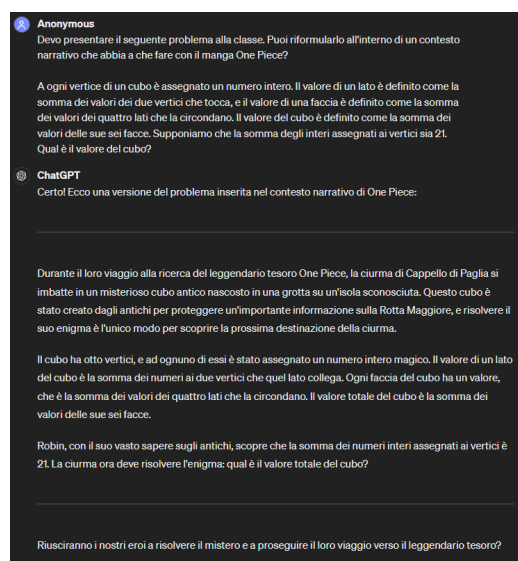 Anonymous
Devo presentare il seguente problema alla classe. Puoi riformularlo all'interno di un contesto
narrativo che abbia a che fare con il manga One Piece?
A ogni vertice di un cubo è assegnato un numero intero. Il valore di un lato è definito come la
somma dei valori dei due vertici che tocca, e il valore di una faccia è definito come la somma
dei valori dei quattro lati che la circondano. Il valore del cubo è definito come la somma dei
valori delle sue sei facce. Supponiamo che la somma degli interi assegnati ai vertici sia 21.
Qual è il valore del cubo?
ChatGPT
Certo! Ecco una versione del problema inserita nel contesto narrativo di One Piece:
Durante il loro viaggio alla ricerca del leggendario tesoro One Piece, la ciurma di Cappello di Paglia si
imbatte in un misterioso cubo antico nascosto in una grotta su un'isola sconosciuta. Questo cubo è
stato creato dagli antichi per proteggere un'importante informazione sulla Rotta Maggiore, e risolvere il
suo enigma è l'unico modo per scoprire la prossima destinazione della ciurma.
Il cubo ha otto vertici, e ad ognuno di essi è stato assegnato un numero intero magico. Il valore di un lato
del cubo è la somma dei numeri ai due vertici che quel lato collega. Ogni faccia del cubo ha un valore,
che è la somma dei valori dei quattro lati che la circondano. Il valore totale del cubo è la somma dei
valori delle sue sei facce.
Robin, con il suo vasto sapere sugli antichi, scopre che la somma dei numeri interi assegnati ai vertici è
21. La ciurma ora deve risolvere l'enigma: qual è il valore totale del cubo?
Riusciranno i nostri eroi a risolvere il mistero e a proseguire il loro viaggio verso il leggendario tesoro?